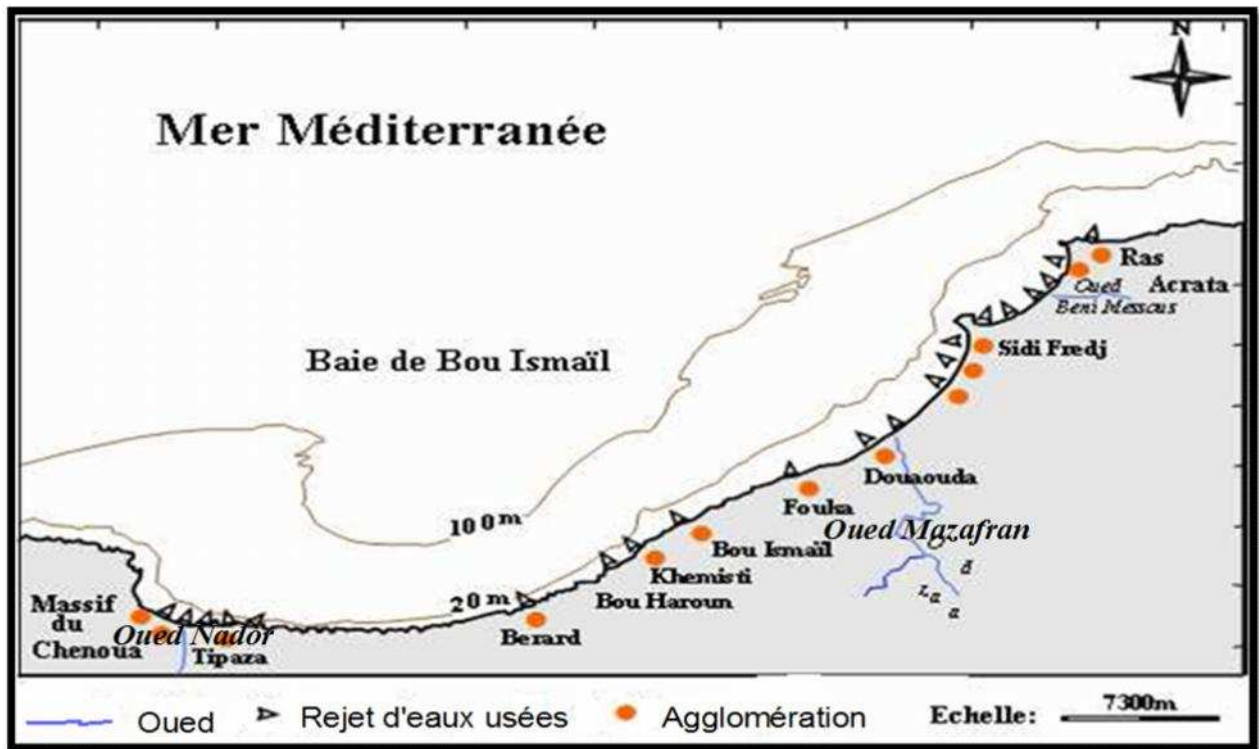 N
Mer Méditerranée
Ras
Acrata
Oued
Beni Messous
Sidi Fredj
Baie de Bou Ismaïl
Douaouda
Fouka
100m
Oued Mazafran
Bou Ismaïl
O
d
Khemisti
z a
a
Bou Haroun
20m
Massif
du
Chenoua
Oued Nador
Tipaza
Berard
Oued
Rejet d'eaux usées
Agglomération
Echelle:
7300m